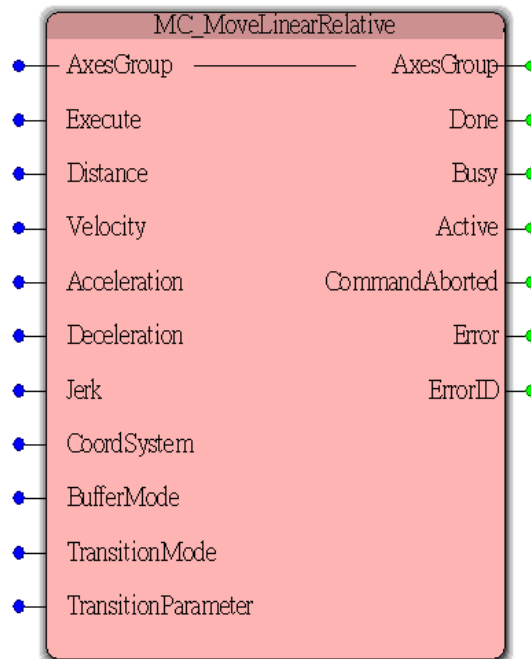 MC_MoveLinearRelative
AxesGroup AxesGroup
Execute Done
Distance Busy
Velocity Active
Acceleration CommandAborted
Deceleration Error
Jerk ErrorID
CoordSystem
BufferMode
TransitionMode
TransitionParameter